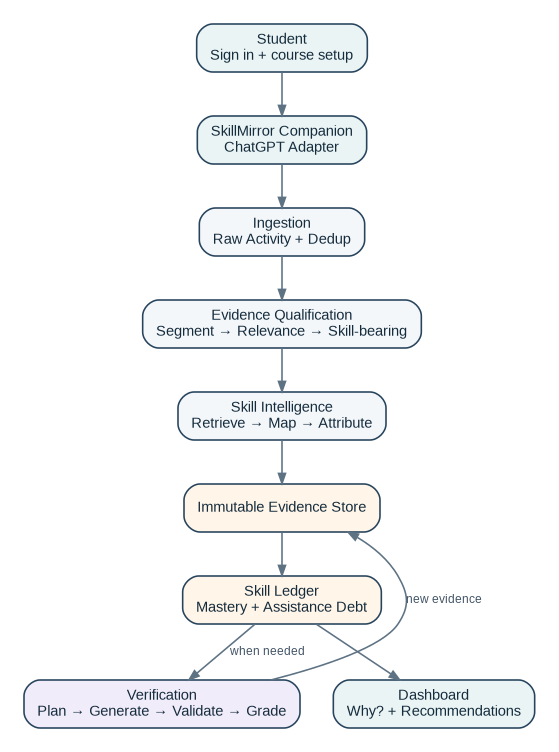 Student
Sign in + course setup
SkillMirror Companion
ChatGPT Adapter
Ingestion
Raw Activity + Dedup
Evidence Qualification
Segment → Relevance → Skill-bearing
Skill Intelligence
Retrieve → Map → Attribute
Immutable Evidence Store
Skill Ledger
Mastery + Assistance Debt
new evidence
when needed
Verification
Plan → Generate → Validate → Grade
Dashboard
Why? + Recommendations